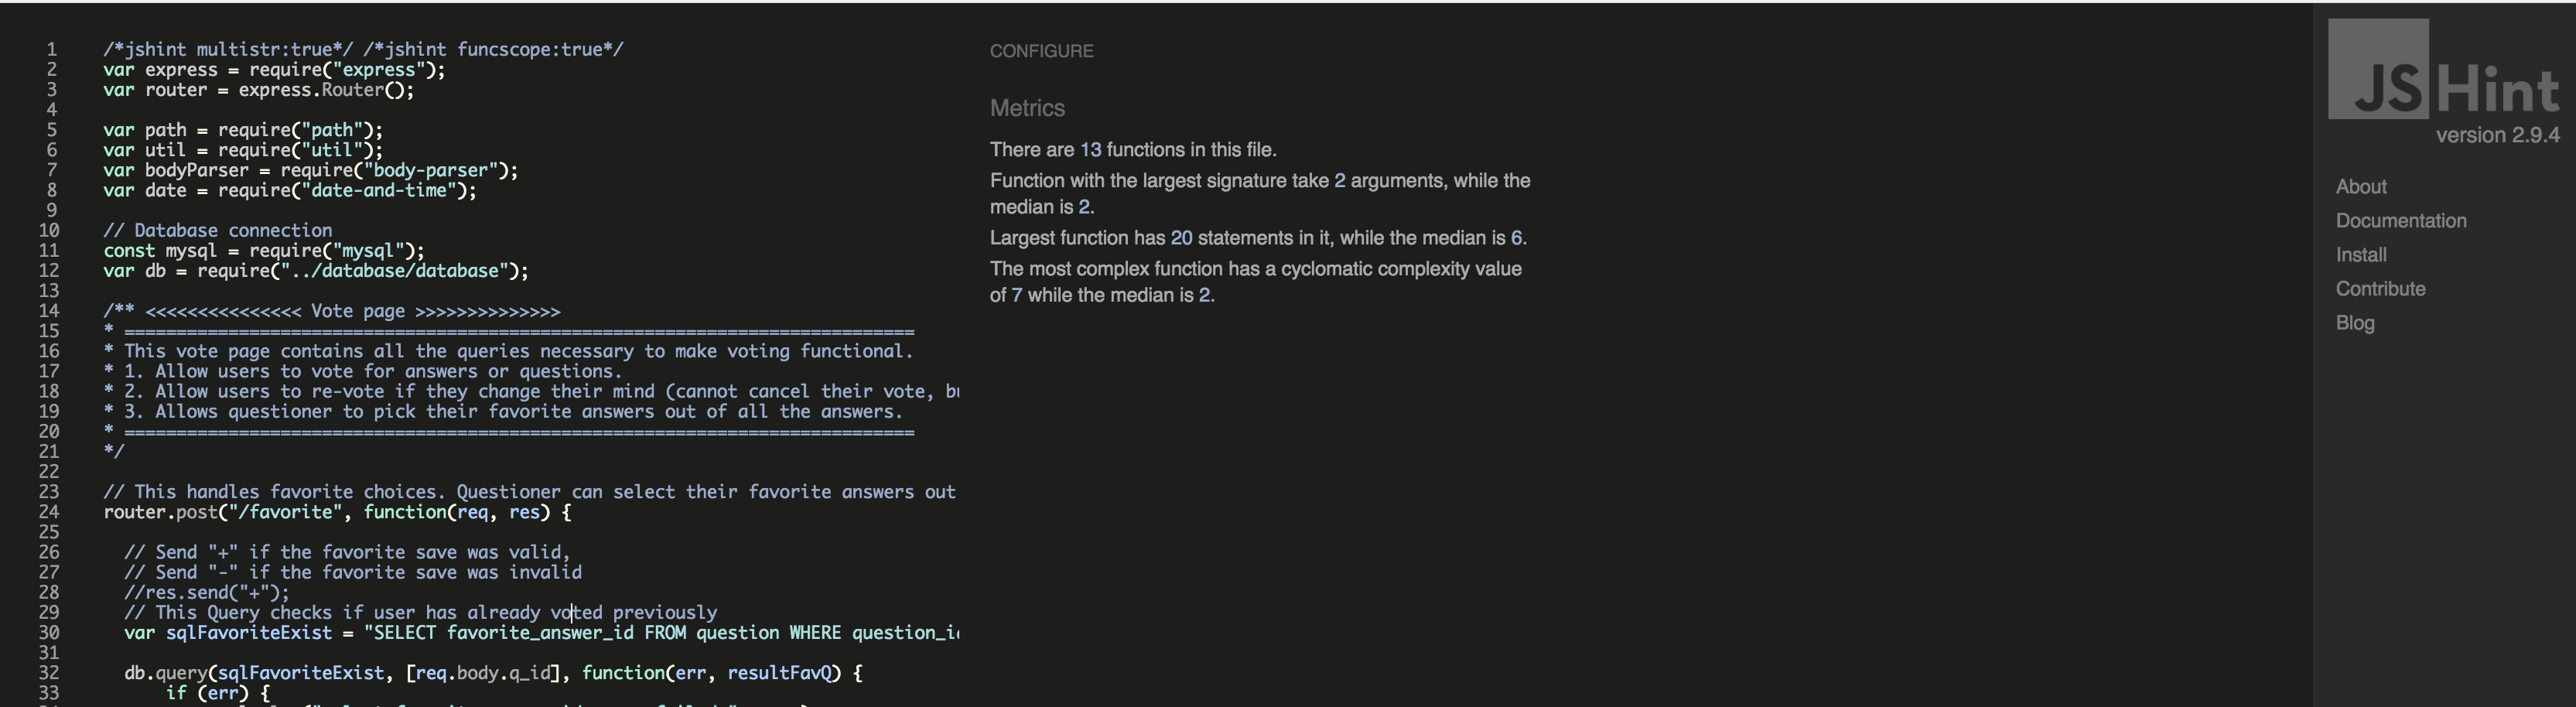 1 /*jshint multistr:true*/ /*jshint funcscope:true*/
2 var express = require("express");
3 var router = express.Router();
4
5 var path = require("path");
6 var util = require("util");
7 var bodyParser = require("body-parser");
8 var date = require("date-and-time");
9
10 // Database connection
11 const mysql = require("mysql");
12 var db = require("../database/database");
13
14 /** <<<<<<<<<<<<<<< Vote page >>>>>>>>>>>>>>
15 * ============================================================================
16 * This vote page contains all the queries necessary to make voting functional.
17 * 1. Allow users to vote for answers or questions.
18 * 2. Allow users to re-vote if they change their mind (cannot cancel their vote, bu
19 * 3. Allows questioner to pick their favorite answers out of all the answers.
20 * ============================================================================
21 */
22
23 // This handles favorite choices. Questioner can select their favorite answers out
24 router.post("/favorite", function(req, res) {
25
26 // Send "+" if the favorite save was valid,
27 // Send "-" if the favorite save was invalid
28 //res.send("+");
29 // This Query checks if user has already voted previously
30 var sqlFavoriteExist = "SELECT favorite_answer_id FROM question WHERE question_i
31
32 db.query(sqlFavoriteExist, [req.body.q_id], function(err, resultFavQ) {
33 if (err) {
CONFIGURE
Metrics
There are 13 functions in this file.
Function with the largest signature take 2 arguments, while the
median is 2.
Largest function has 20 statements in it, while the median is 6.
The most complex function has a cyclomatic complexity value
of 7 while the median is 2.
JSHint
version 2.9.4
About
Documentation
Install
Contribute
Blog